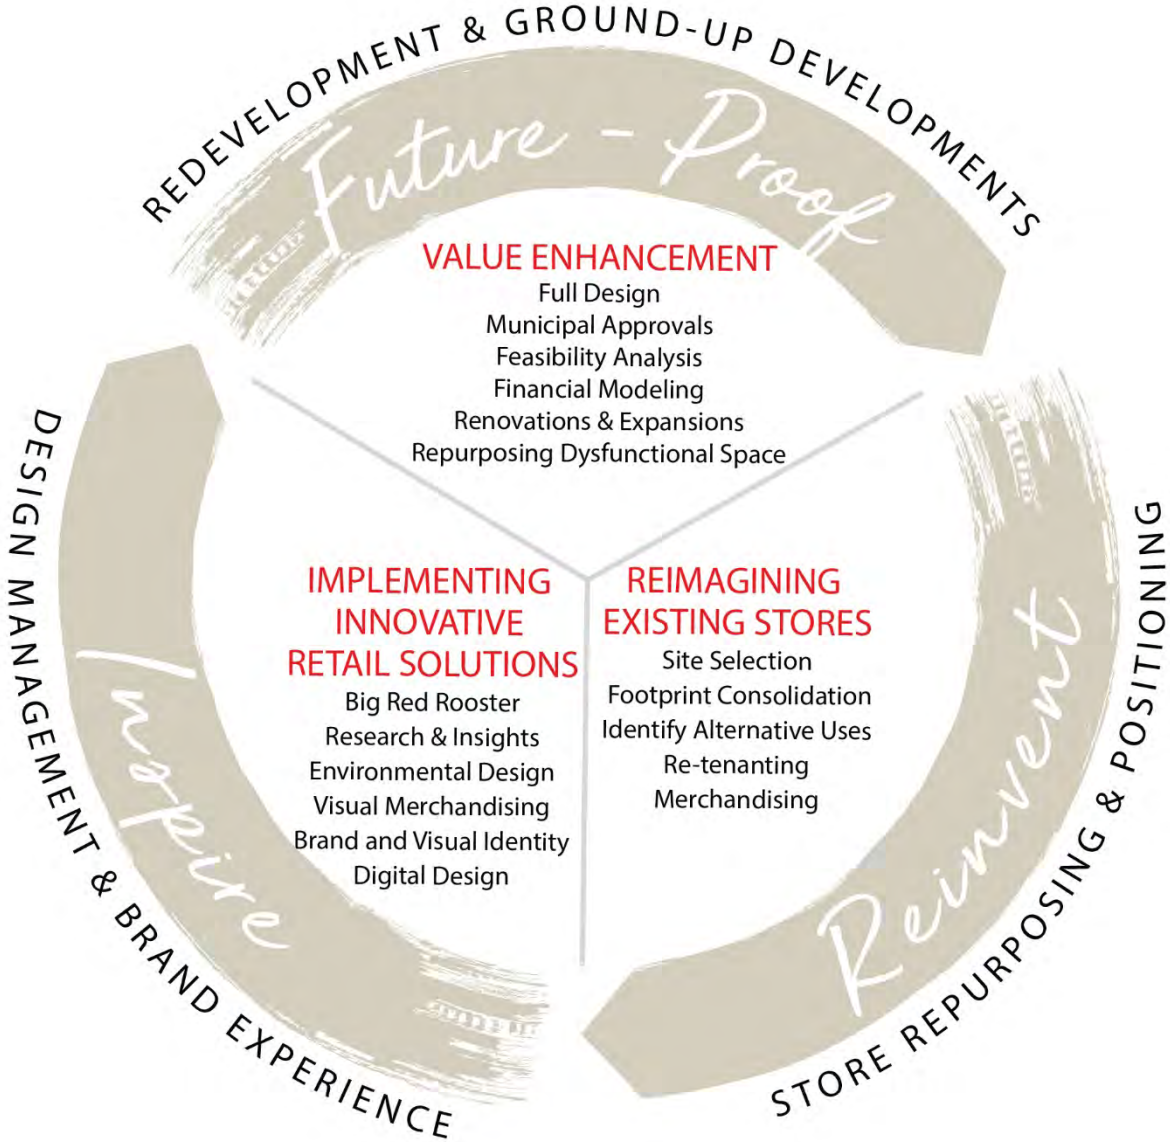 REDEVELOPMENT & GROUND-UP DEVELOPMENTS
Future - Proof
VALUE ENHANCEMENT
Full Design
Municipal Approvals
Feasibility Analysis
Financial Modeling
Renovations & Expansions
Repurposing Dysfunctional Space
STORE REPURPOSING & POSITIONING
Reinvent
REIMAGINING
EXISTING STORES
Site Selection
Footprint Consolidation
Identify Alternative Uses
Re-tenanting
Merchandising
DESIGN MANAGEMENT & BRAND EXPERIENCE
Inspire
IMPLEMENTING
INNOVATIVE
RETAIL SOLUTIONS
Big Red Rooster
Research & Insights
Environmental Design
Visual Merchandising
Brand and Visual Identity
Digital Design